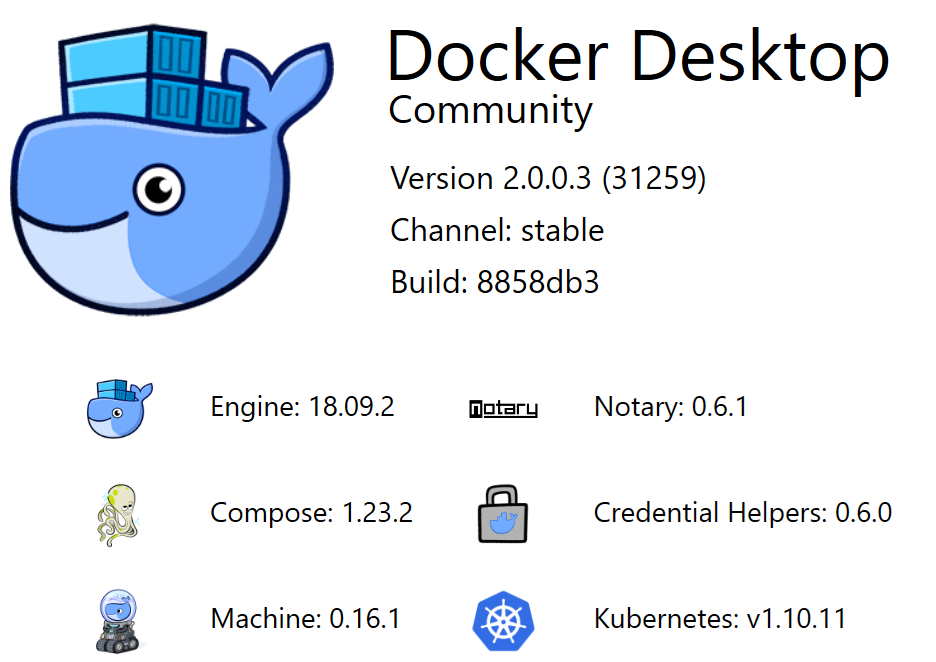 Docker Desktop
Community
Version 2.0.0.3 (31259)
Channel: stable
Build: 8858db3
Engine: 18.09.2
notary
Notary: 0.6.1
Compose: 1.23.2
Credential Helpers: 0.6.0
Machine: 0.16.1
Kubernetes: v1.10.11